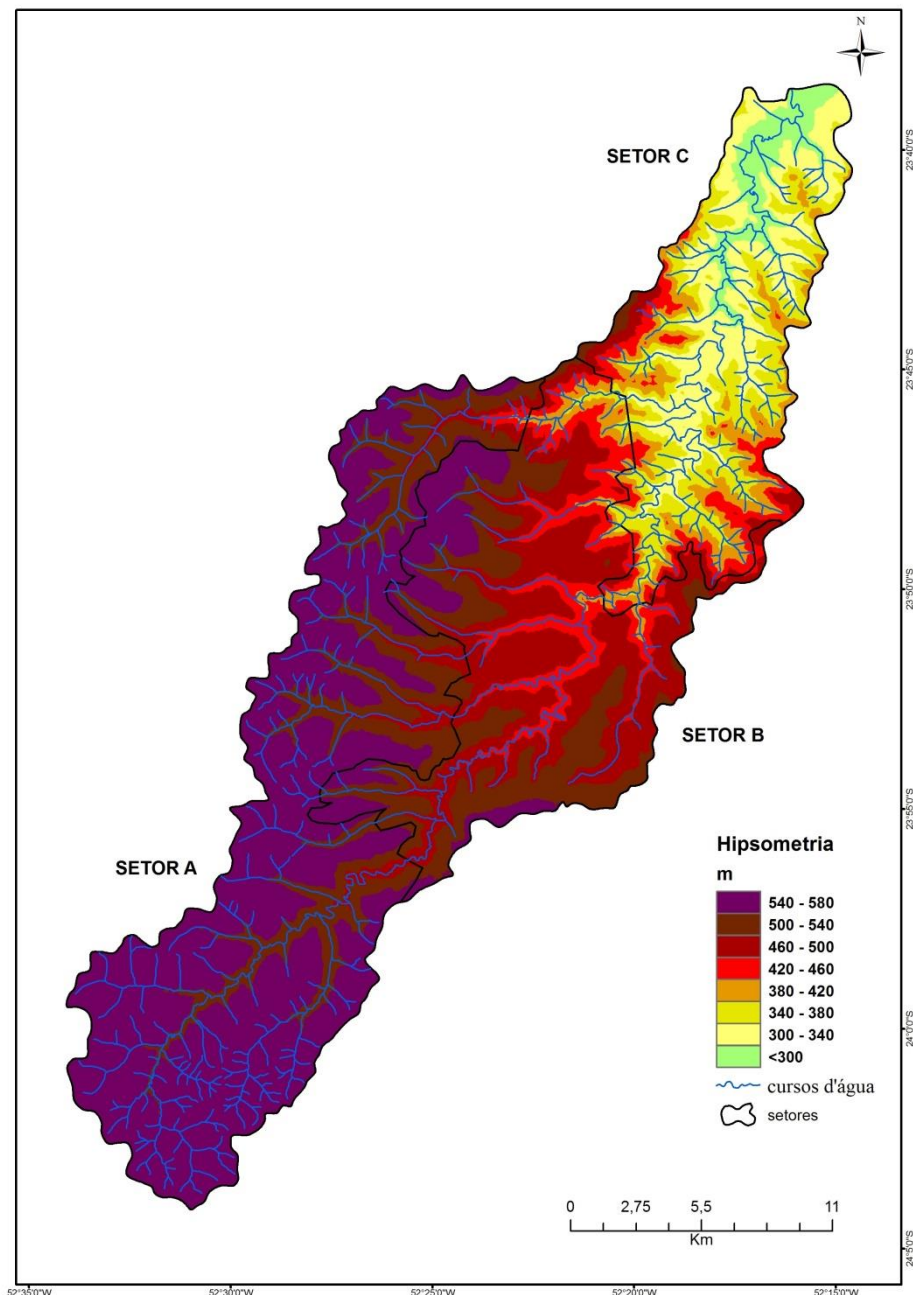 N
SETOR C
23°40'0"S
23°45'0"S
23°50'0"S
SETOR B
23°55'0"S
SETOR A
Hipsometria
m
540 - 580
500 - 540
460 - 500
420 - 460
380 - 420
340 - 380
300 - 340
<300
24°0'0"S
cursos d'água
setores
0 2,75 5,5 11
Km
24°5'0"S
52°35'0"W 52°30'0"W 52°25'0"W 52°20'0"W 52°15'0"W